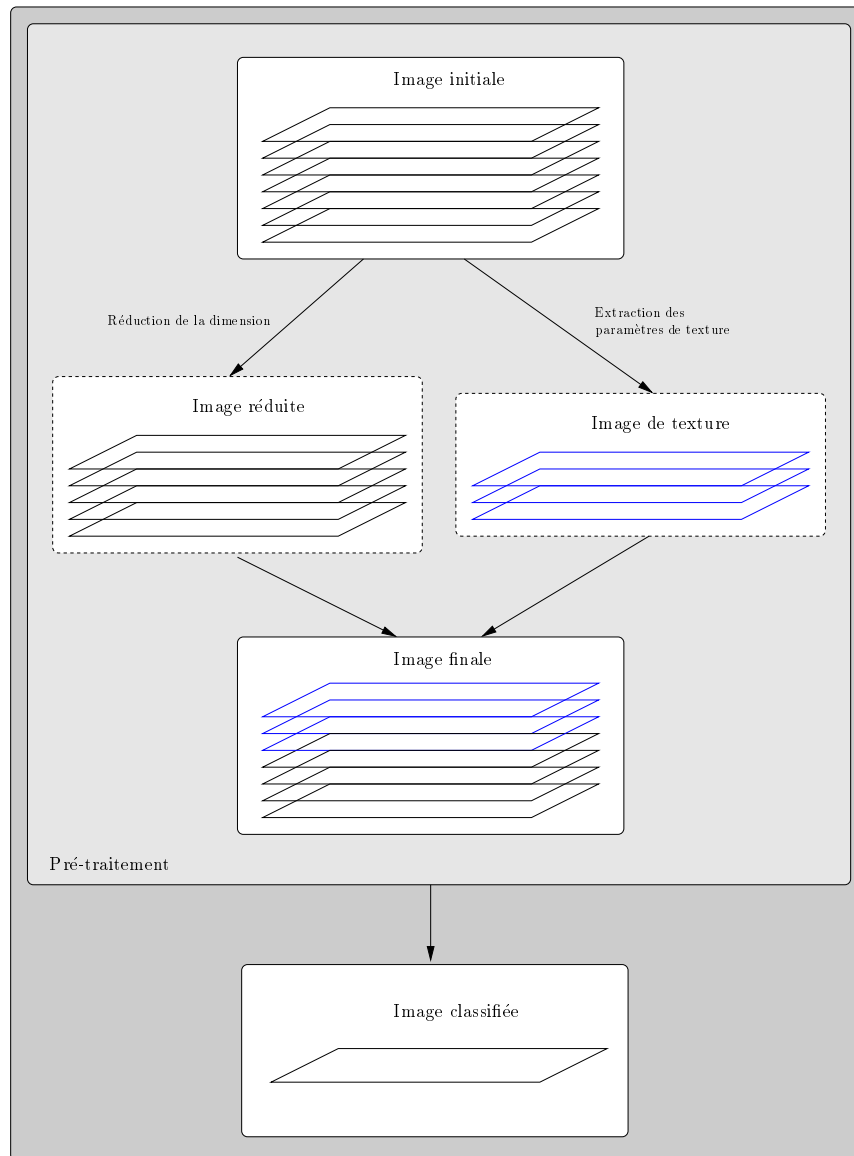 Image initiale
Réduction de la dimension
Extraction des
paramètres de texture
Image réduite
Image de texture
Image finale
Pré-traitement
Image classifiée